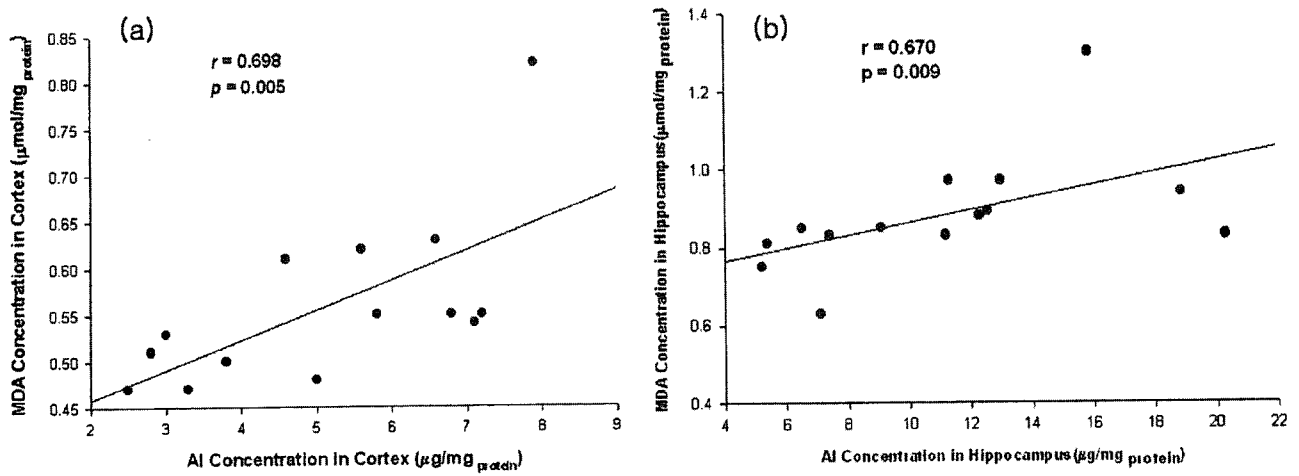 (a)
r = 0.698
p = 0.005
MDA Concentration in Cortex (μmol/mg protein)
0.85
0.80
0.75
0.70
0.65
0.60
0.55
0.50
0.45
2 3 4 5 6 7 8 9
Al Concentration in Cortex (μg/mg protein)
(b)
r = 0.670
p = 0.009
MDA Concentration in Hippocampus(μmol/mg protein)
1.4
1.2
1.0
0.8
0.6
0.4
4 6 8 10 12 14 16 18 20 22
Al Concentration in Hippocampus(μg/mg protein)